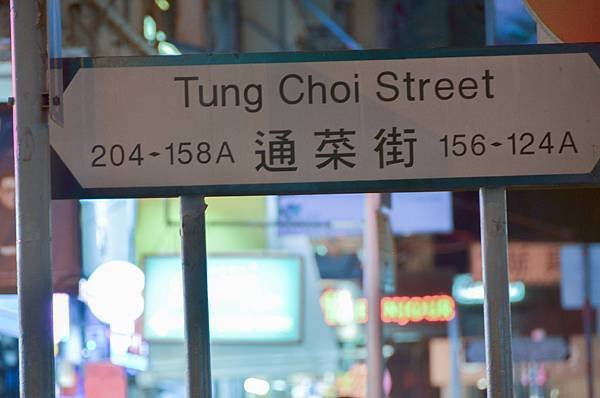 Tung Choi Street
204-158A 通菜街 156-124A